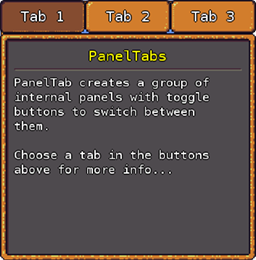 Tab 1 Tab 2 Tab 3
PanelTabs
PanelTab creates a group of
internal panels with toggle
buttons to switch between
them.
Choose a tab in the buttons
above for more info...